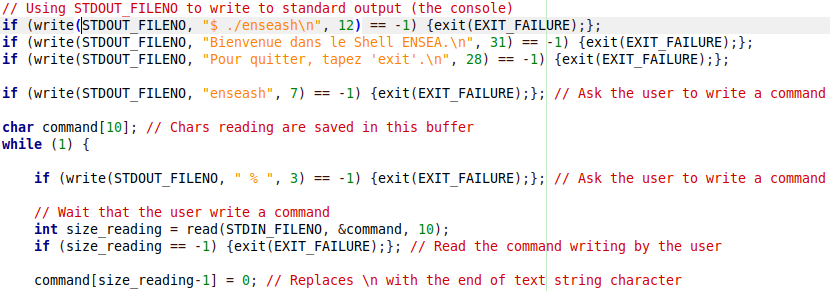 // Using STDOUT_FILENO to write to standard output (the console)
if (write(STDOUT_FILENO, "$ ./enseash\n", 12) == -1) {exit(EXIT_FAILURE);};
if (write(STDOUT_FILENO, "Bienvenue dans le Shell ENSEA.\n", 31) == -1) {exit(EXIT_FAILURE);};
if (write(STDOUT_FILENO, "Pour quitter, tapez 'exit'.\n", 28) == -1) {exit(EXIT_FAILURE);};
if (write(STDOUT_FILENO, "enseash", 7) == -1) {exit(EXIT_FAILURE);}; // Ask the user to write a command
char command[10]; // Chars reading are saved in this buffer
while (1) {
if (write(STDOUT_FILENO, " % ", 3) == -1) {exit(EXIT_FAILURE);}; // Ask the user to write a command
// Wait that the user write a command
int size_reading = read(STDIN_FILENO, &command, 10);
if (size_reading == -1) {exit(EXIT_FAILURE);}; // Read the command writing by the user
command[size_reading-1] = 0; // Replaces \n with the end of text string character